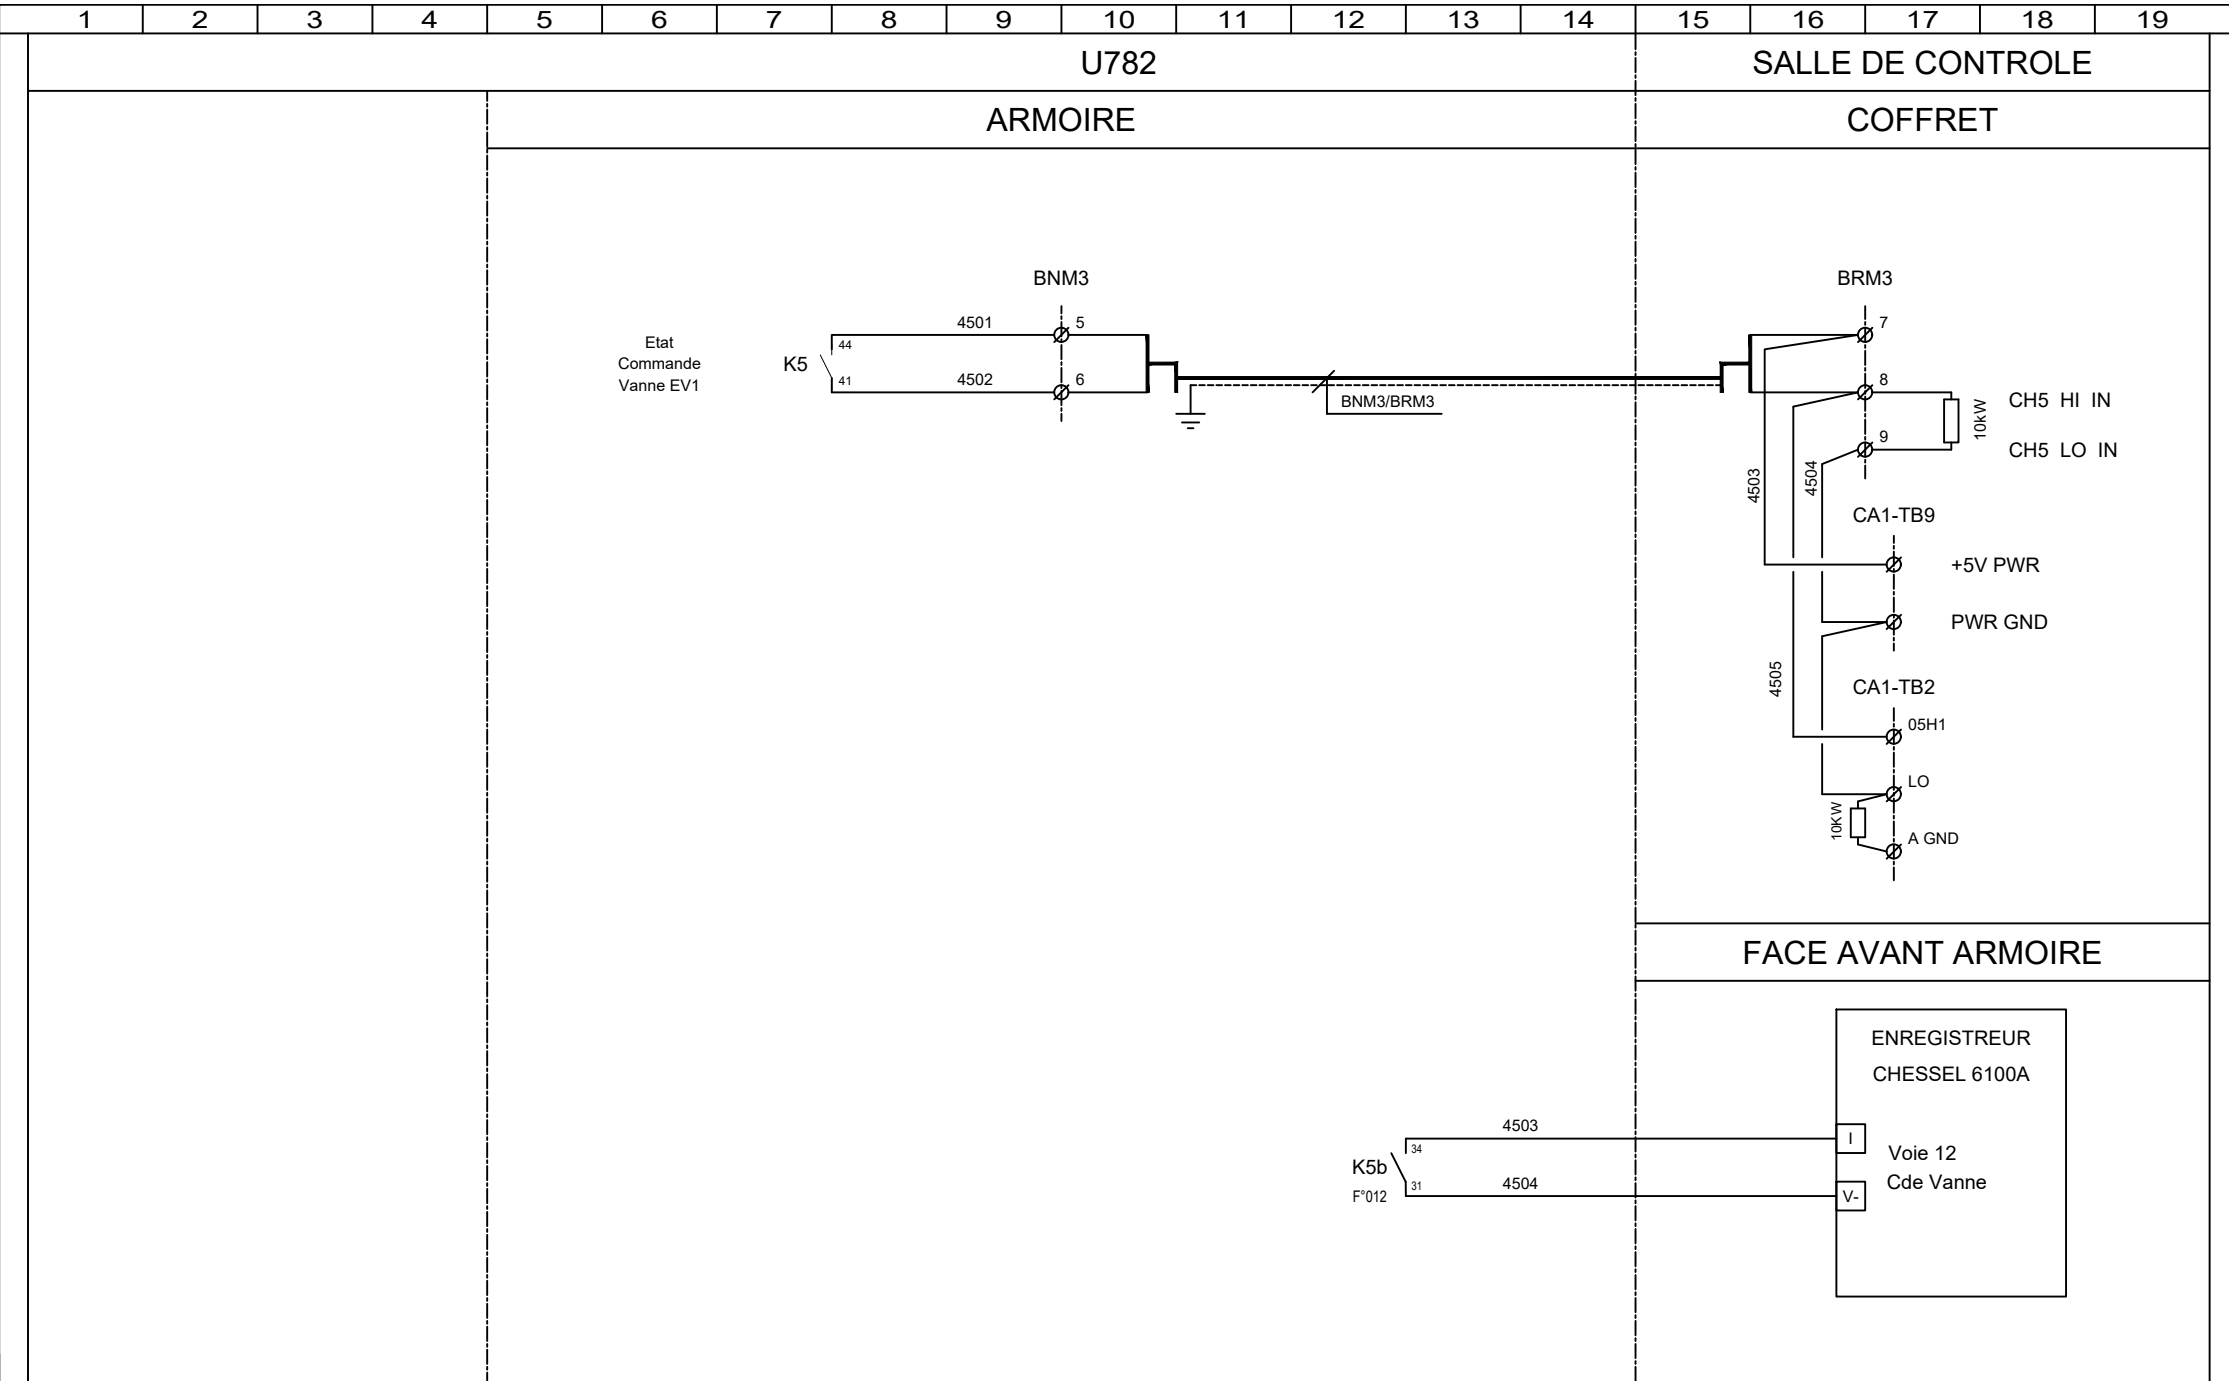 1 2 3 4 5 6 7 8 9 10 11 12 13 14 15 16 17 18 19
U782 SALLE DE CONTROLE
ARMOIRE COFFRET
BNM3 BRM3
4501 5 7
Etat
Commande
Vanne EV1
K5
44
41
4502 6 8
BNM3/BRM3
CH5 HI IN
10kW
9
CH5 LO IN
4503
4504
CA1-TB9
+5V PWR
PWR GND
4505
CA1-TB2
05H1
LO
10KW
A GND
FACE AVANT ARMOIRE
ENREGISTREUR
CHESSEL 6100A
4503
34
I
K5b
Voie 12
31
4504
Cde Vanne
F°012
V-